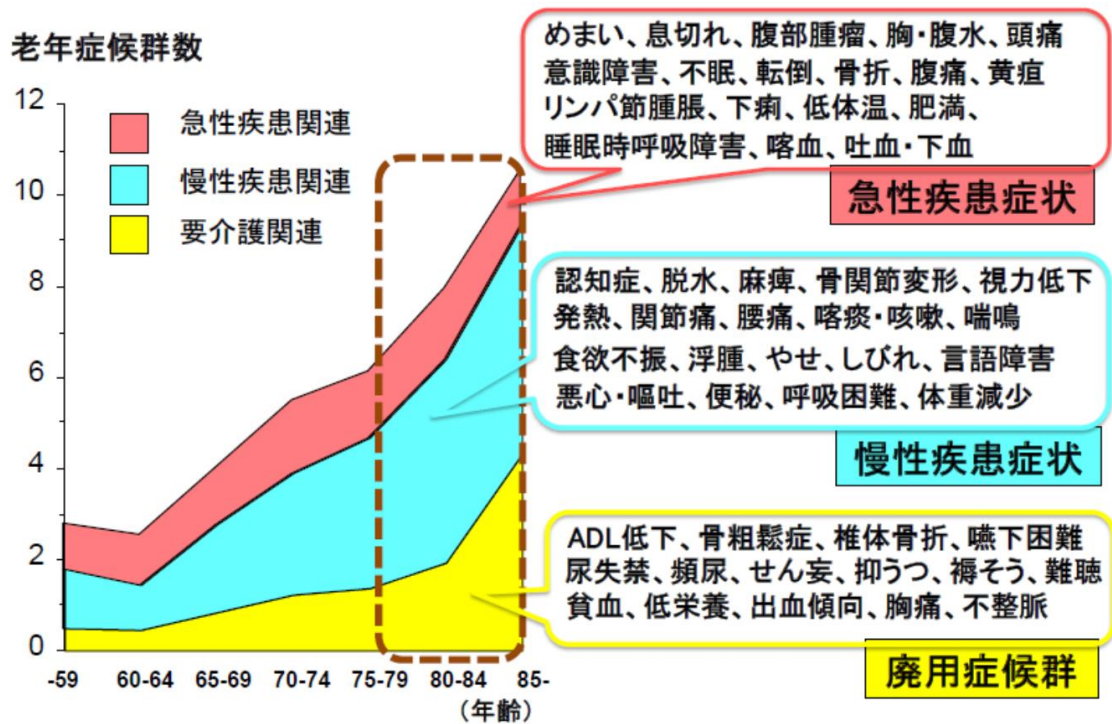 老年症候群数
12
10
8
6
4
2
0
急性疾患関連
慢性疾患関連
要介護関連
-59
60-64
65-69
70-74
75-79
80-84
85-
（年齢）
めまい、息切れ、腹部腫瘤、胸・腹水、頭痛
意識障害、不眠、転倒、骨折、腹痛、黄疸
リンパ節腫脹、下痢、低体温、肥満、
睡眠時呼吸障害、喀血、吐血・下血
急性疾患症状
認知症、脱水、麻痺、骨関節変形、視力低下
発熱、関節痛、腰痛、喀痰・咳嗽、喘鳴
食欲不振、浮腫、やせ、しびれ、言語障害
悪心・嘔吐、便秘、呼吸困難、体重減少
慢性疾患症状
ADL低下、骨粗鬆症、椎体骨折、嚥下困難
尿失禁、頻尿、せん妄、抑うつ、褥そう、難聴
貧血、低栄養、出血傾向、胸痛、不整脈
廃用症候群